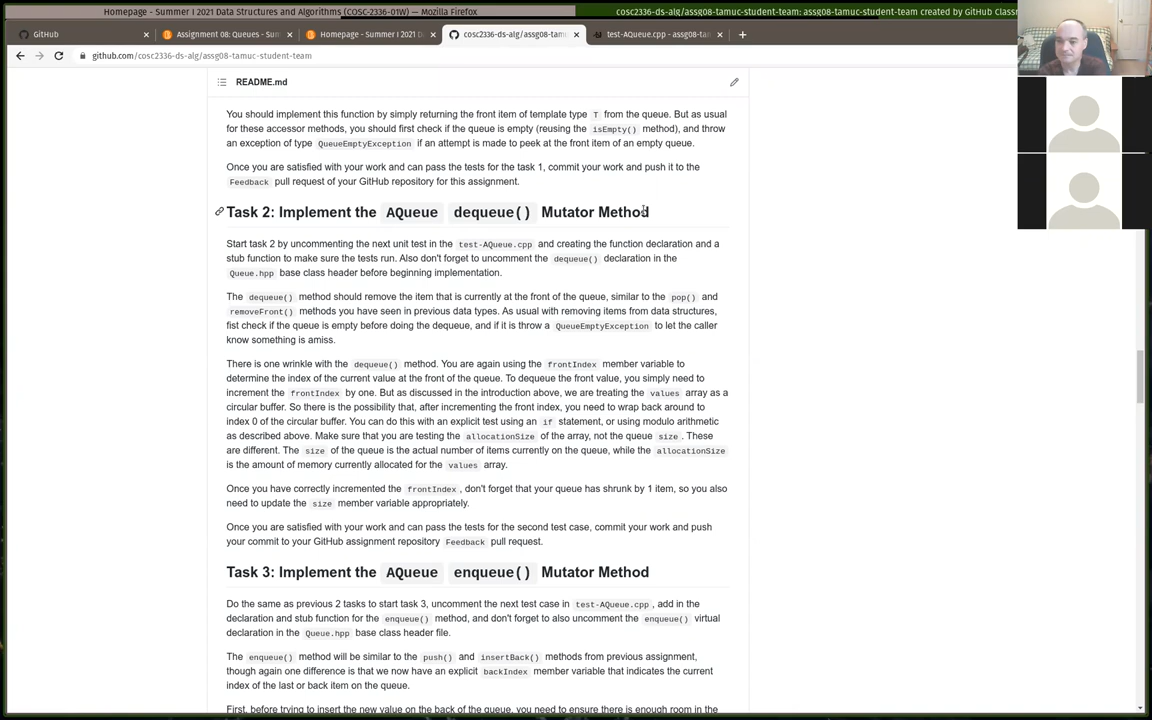 Homepage - Summer I 2021 Data Structures and Algorithms (COSC-2336-01W) — Mozilla Firefox
cosc2336-ds-alg/assg08-tamuc-student-team: assg08-tamuc-student-team created by GitHub Classr
GitHub
Assignment 08: Queues - Sum
Homepage - Summer I 2021 D
cosc2336-ds-alg/assg08-tamu
test-AQueue.cpp - assg08-tam
github.com/cosc2336-ds-alg/assg08-tamuc-student-team
README.md
You should implement this function by simply returning the front item of template type T from the queue. But as usual
for these accessor methods, you should first check if the queue is empty (reusing the isEmpty() method), and throw
an exception of type QueueEmptyException if an attempt is made to peek at the front item of an empty queue.
Once you are satisfied with your work and can pass the tests for the task 1, commit your work and push it to the
Feedback pull request of your GitHub repository for this assignment.
Task 2: Implement the AQueue dequeue() Mutator Method
Start task 2 by uncommenting the next unit test in the test-AQueue.cpp and creating the function declaration and a
stub function to make sure the tests run. Also don't forget to uncomment the dequeue() declaration in the
Queue.hpp base class header before beginning implementation.
The dequeue() method should remove the item that is currently at the front of the queue, similar to the pop() and
removeFront() methods you have seen in previous data types. As usual with removing items from data structures,
fist check if the queue is empty before doing the dequeue, and if it is throw a QueueEmptyException to let the caller
know something is amiss.
There is one wrinkle with the dequeue() method. You are again using the frontIndex member variable to
determine the index of the current value at the front of the queue. To dequeue the front value, you simply need to
increment the frontIndex by one. But as discussed in the introduction above, we are treating the values array as a
circular buffer. So there is the possibility that, after incrementing the front index, you need to wrap back around to
index 0 of the circular buffer. You can do this with an explicit test using an if statement, or using modulo arithmetic
as described above. Make sure that you are testing the allocationSize of the array, not the queue size. These
are different. The size of the queue is the actual number of items currently on the queue, while the allocationSize
is the amount of memory currently allocated for the values array.
Once you have correctly incremented the frontIndex, don't forget that your queue has shrunk by 1 item, so you also
need to update the size member variable appropriately.
Once you are satisfied with your work and can pass the tests for the second test case, commit your work and push
your commit to your GitHub assignment repository Feedback pull request.
Task 3: Implement the AQueue enqueue() Mutator Method
Do the same as previous 2 tasks to start task 3, uncomment the next test case in test-AQueue.cpp, add in the
declaration and stub function for the enqueue() method, and don't forget to also uncomment the enqueue() virtual
declaration in the Queue.hpp base class header file.
The enqueue() method will be similar to the push() and insertBack() methods from previous assignment,
though again one difference is that we now have an explicit backIndex member variable that indicates the current
index of the last or back item on the queue.
First, before trying to insert the new value on the back of the queue, you need to ensure there is enough room in the